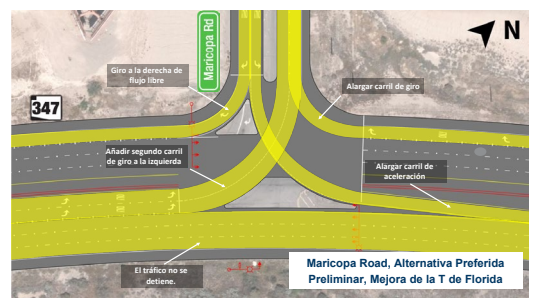 N
Maricopa Rd
Giro a la derecha de
flujo libre
Alargar carril de giro
347
Añadir segundo carril
de giro a la izquierda
Alargar carril de
aceleración
El tráfico no se
detiene.
Maricopa Road, Alternativa Preferida
Preliminar, Mejora de la T de Florida